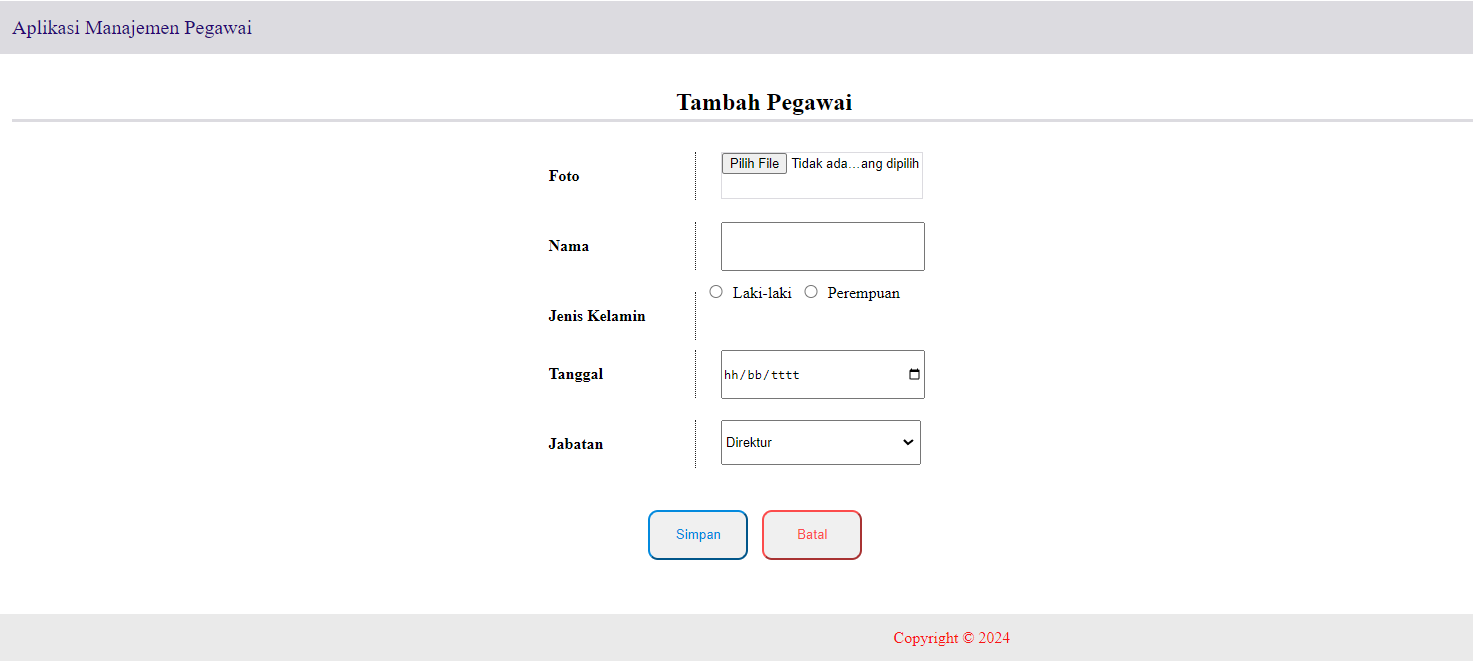 Aplikasi Manajemen Pegawai
Tambah Pegawai
Foto Pilih File Tidak ada...ang dipilih
Nama
Jenis Kelamin Laki-laki Perempuan
Tanggal hh/bb/tttt
Jabatan Direktur
Simpan Batal
Copyright © 2024